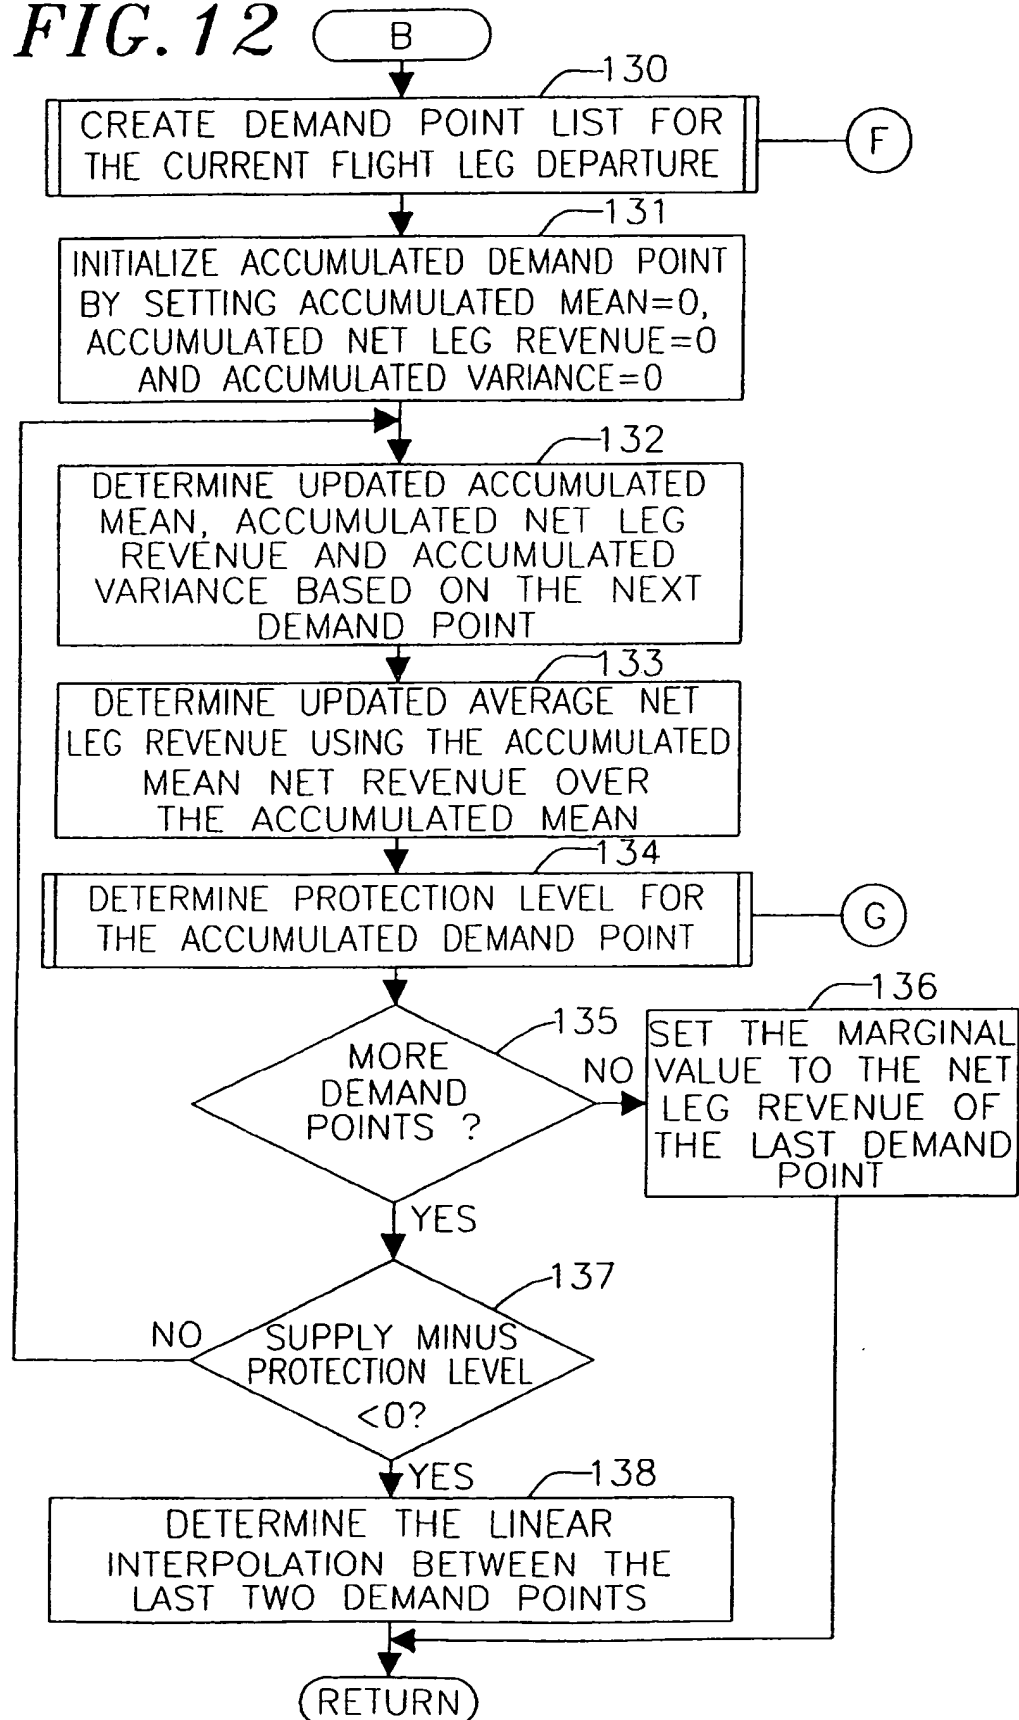 FIG. 12
B
130
CREATE DEMAND POINT LIST FOR
THE CURRENT FLIGHT LEG DEPARTURE
F
131
INITIALIZE ACCUMULATED DEMAND POINT
BY SETTING ACCUMULATED MEAN=0,
ACCUMULATED NET LEG REVENUE=0
AND ACCUMULATED VARIANCE=0
132
DETERMINE UPDATED ACCUMULATED
MEAN, ACCUMULATED NET LEG
REVENUE AND ACCUMULATED
VARIANCE BASED ON THE NEXT
DEMAND POINT
133
DETERMINE UPDATED AVERAGE NET
LEG REVENUE USING THE ACCUMULATED
MEAN NET REVENUE OVER
THE ACCUMULATED MEAN
134
DETERMINE PROTECTION LEVEL FOR
THE ACCUMULATED DEMAND POINT
G
135
MORE
DEMAND
POINTS ?
NO
136
SET THE MARGINAL
VALUE TO THE NET
LEG REVENUE OF
THE LAST DEMAND
POINT
YES
137
SUPPLY MINUS
PROTECTION LEVEL
<0?
NO
YES
138
DETERMINE THE LINEAR
INTERPOLATION BETWEEN THE
LAST TWO DEMAND POINTS
RETURN